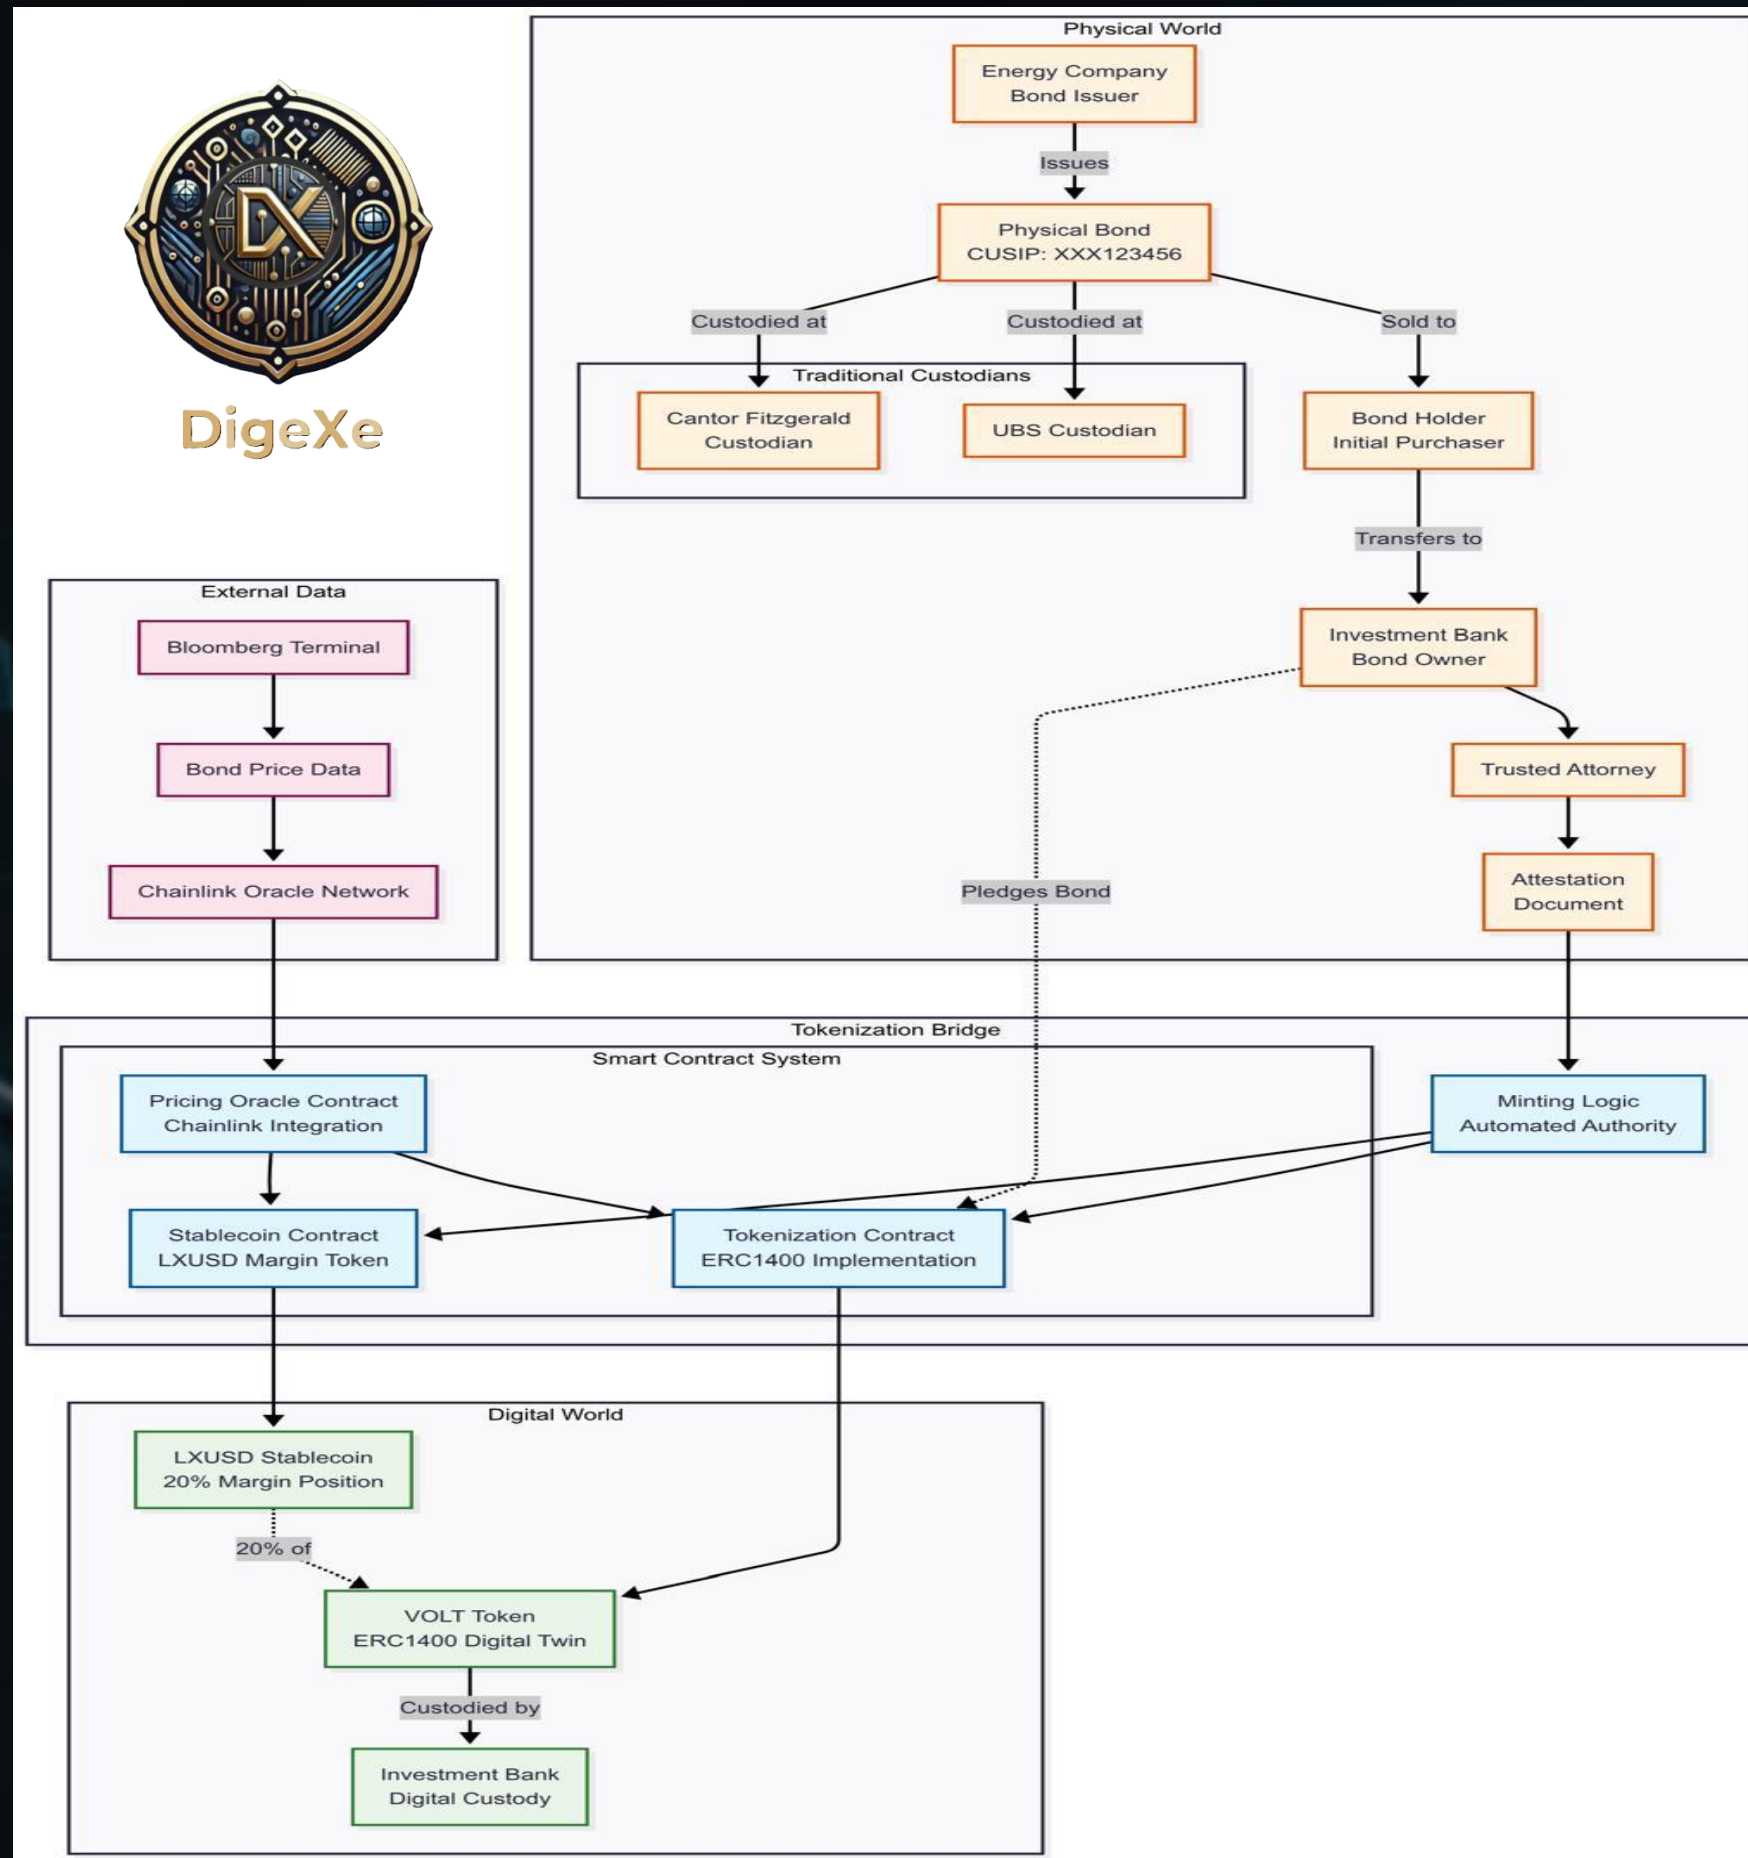 DigeXe
Physical World
Energy Company
Bond Issuer
Issues
Physical Bond
CUSIP: XXX123456
Custodied at
Custodied at
Sold to
Traditional Custodians
Cantor Fitzgerald
Custodian
UBS Custodian
Bond Holder
Initial Purchaser
Transfers to
Investment Bank
Bond Owner
Trusted Attorney
Attestation
Document
Pledges Bond
External Data
Bloomberg Terminal
Bond Price Data
Chainlink Oracle Network
Tokenization Bridge
Smart Contract System
Pricing Oracle Contract
Chainlink Integration
Minting Logic
Automated Authority
Stablecoin Contract
LXUSD Margin Token
Tokenization Contract
ERC1400 Implementation
Digital World
LXUSD Stablecoin
20% Margin Position
20% of
VOLT Token
ERC1400 Digital Twin
Custodied by
Investment Bank
Digital Custody